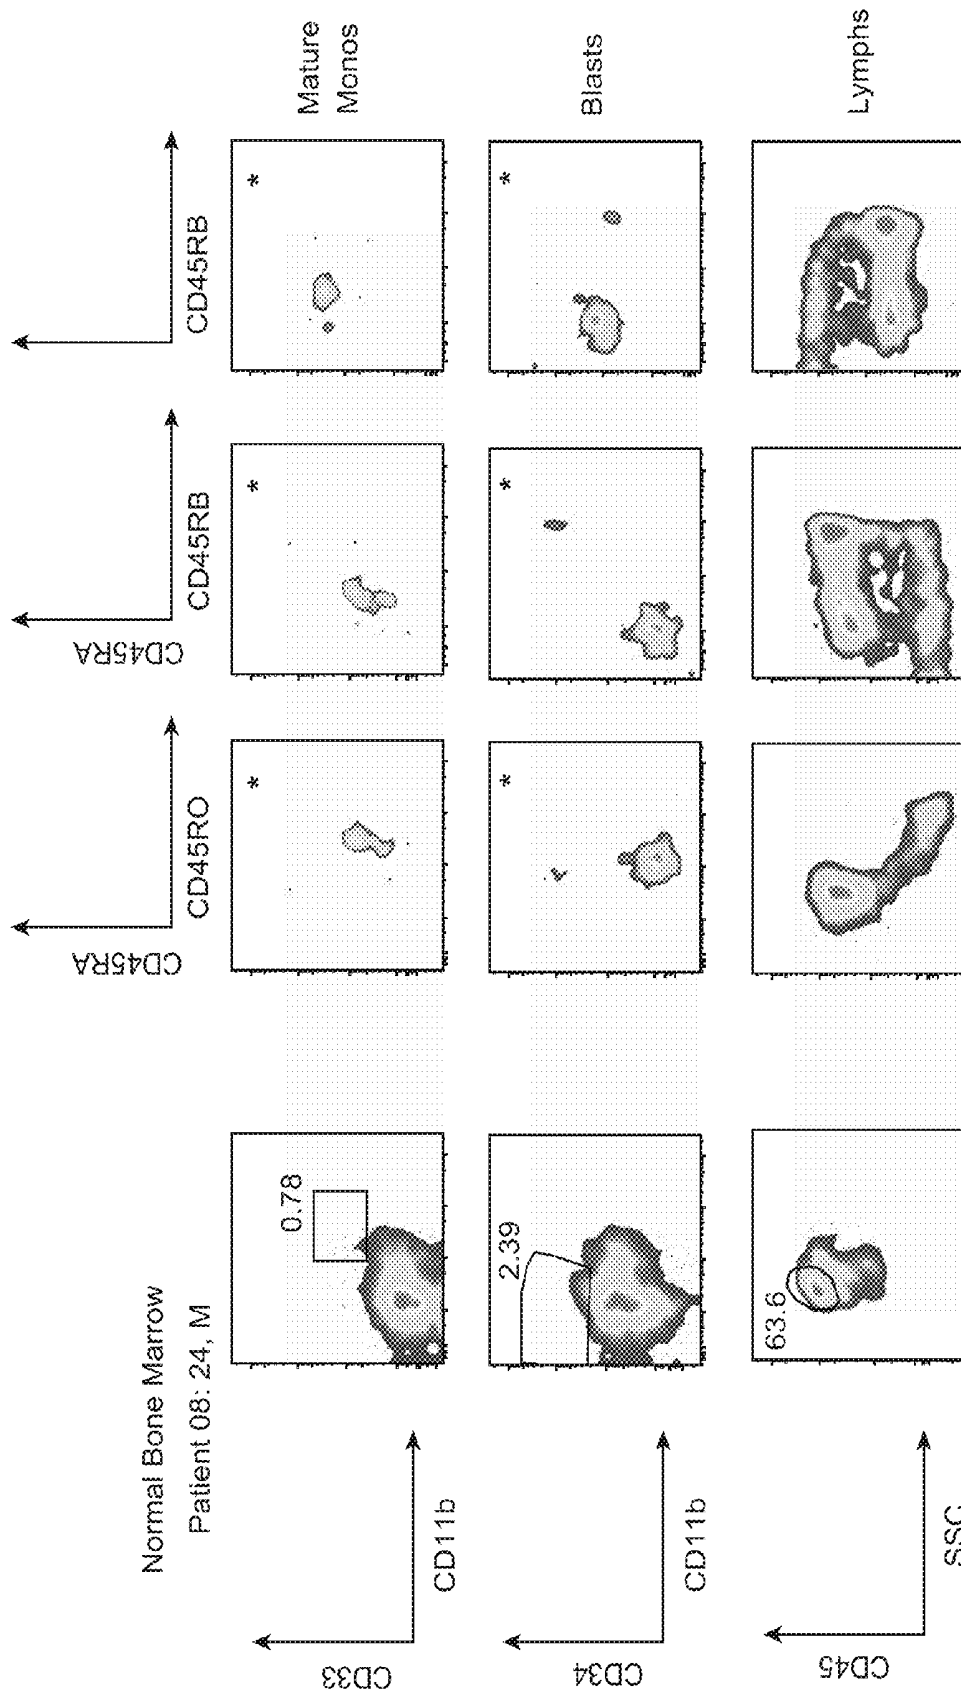 Normal Bone Marrow
Patient 08: 24, M
CD45RA
CD45RO
CD45RA
CD45RB
CD45RB
CD33
CD11b
0.78
*
*
*
Mature
Monos
CD34
CD11b
2.39
*
*
*
Blasts
CD45
SSC
63.6
Lymphs